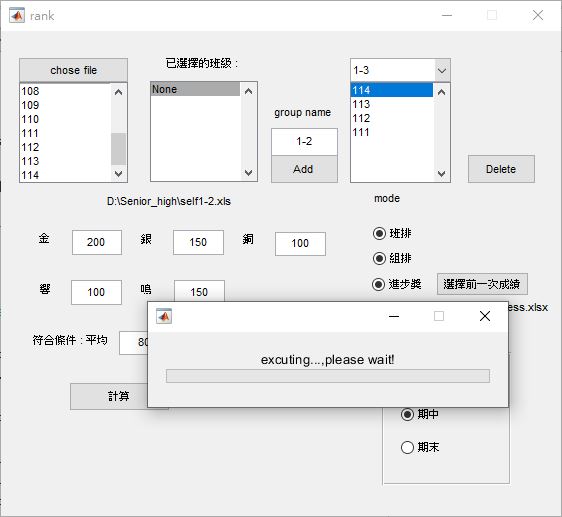 rank
chose file
已選擇的班級 :
1-3
108
109
110
111
112
113
114
None
group name
1-2
Add
114
113
112
111
Delete
D:\Senior_high\self1-2.xls
mode
金 200 銀 150 銅 100
班排
組排
響 100 鳴 150
進步獎 選擇前一次成績
ess.xlsx
符合條件 : 平均 80
excuting...,please wait!
計算
期中
期末